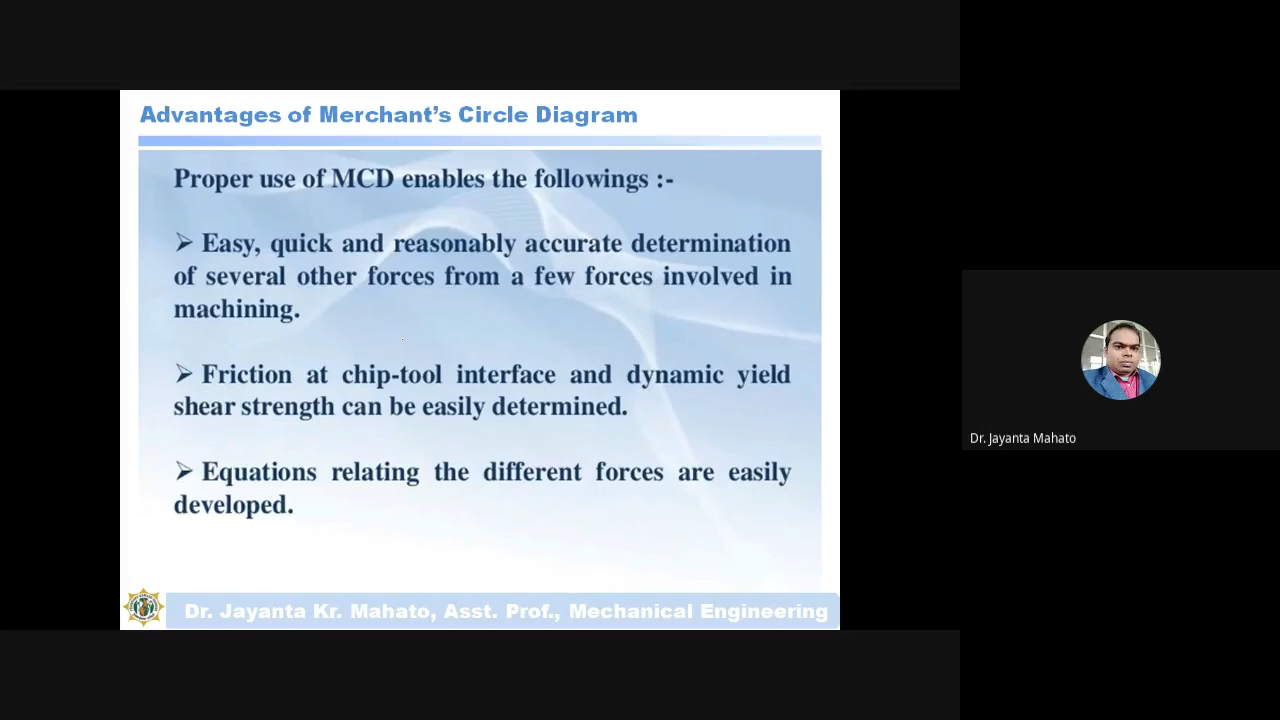 Advantages of Merchant’s Circle Diagram
Proper use of MCD enables the followings :-
➢ Easy, quick and reasonably accurate determination
of several other forces from a few forces involved in
machining.
➢ Friction at chip-tool interface and dynamic yield
shear strength can be easily determined.
➢ Equations relating the different forces are easily
developed.
Dr. Jayanta Kr. Mahato, Asst. Prof., Mechanical Engineering
Dr. Jayanta Mahato